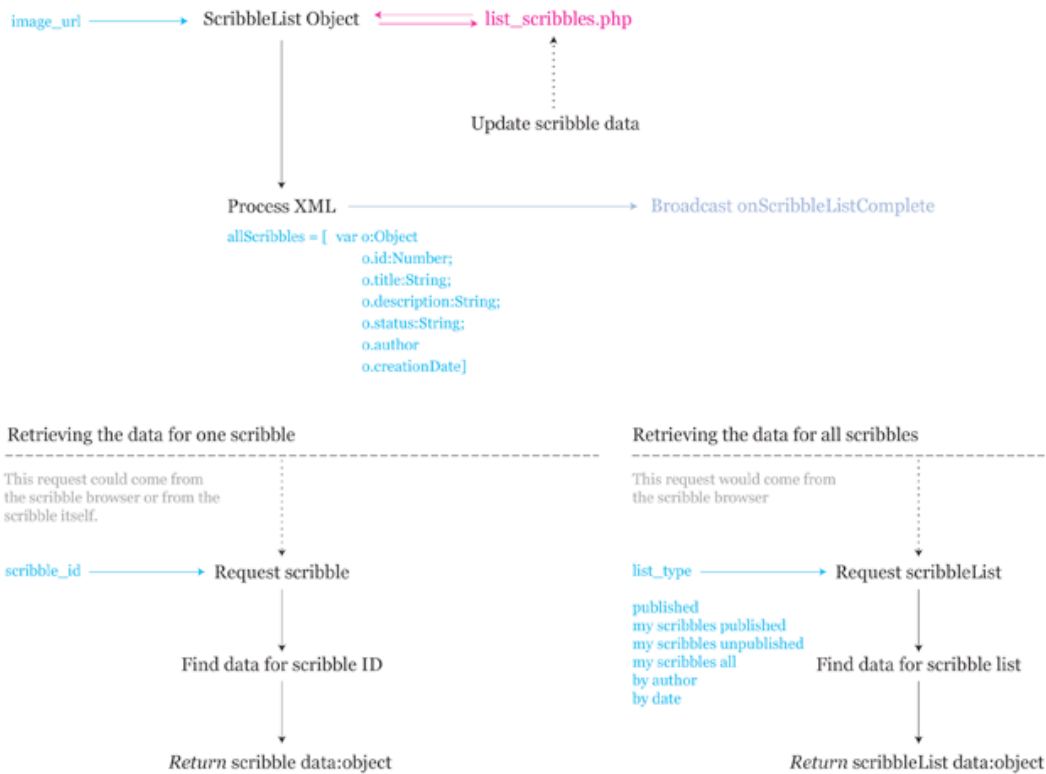 image_url
ScribbleList Object
list_scribbles.php
Update scribble data
Process XML
Broadcast onScribbleListComplete
allScribbles = [ var o:Object
o.id:Number;
o.title:String;
o.description:String;
o.status:String;
o.author
o.creationDate]
Retrieving the data for one scribble
This request could come from
the scribble browser or from the
scribble itself.
scribble_id
Request scribble
Find data for scribble ID
Return scribble data:object
Retrieving the data for all scribbles
This request would come from
the scribble browser
list_type
Request scribbleList
published
my scribbles published
my scribbles unpublished
my scribbles all
by author
by date
Find data for scribble list
Return scribbleList data:object